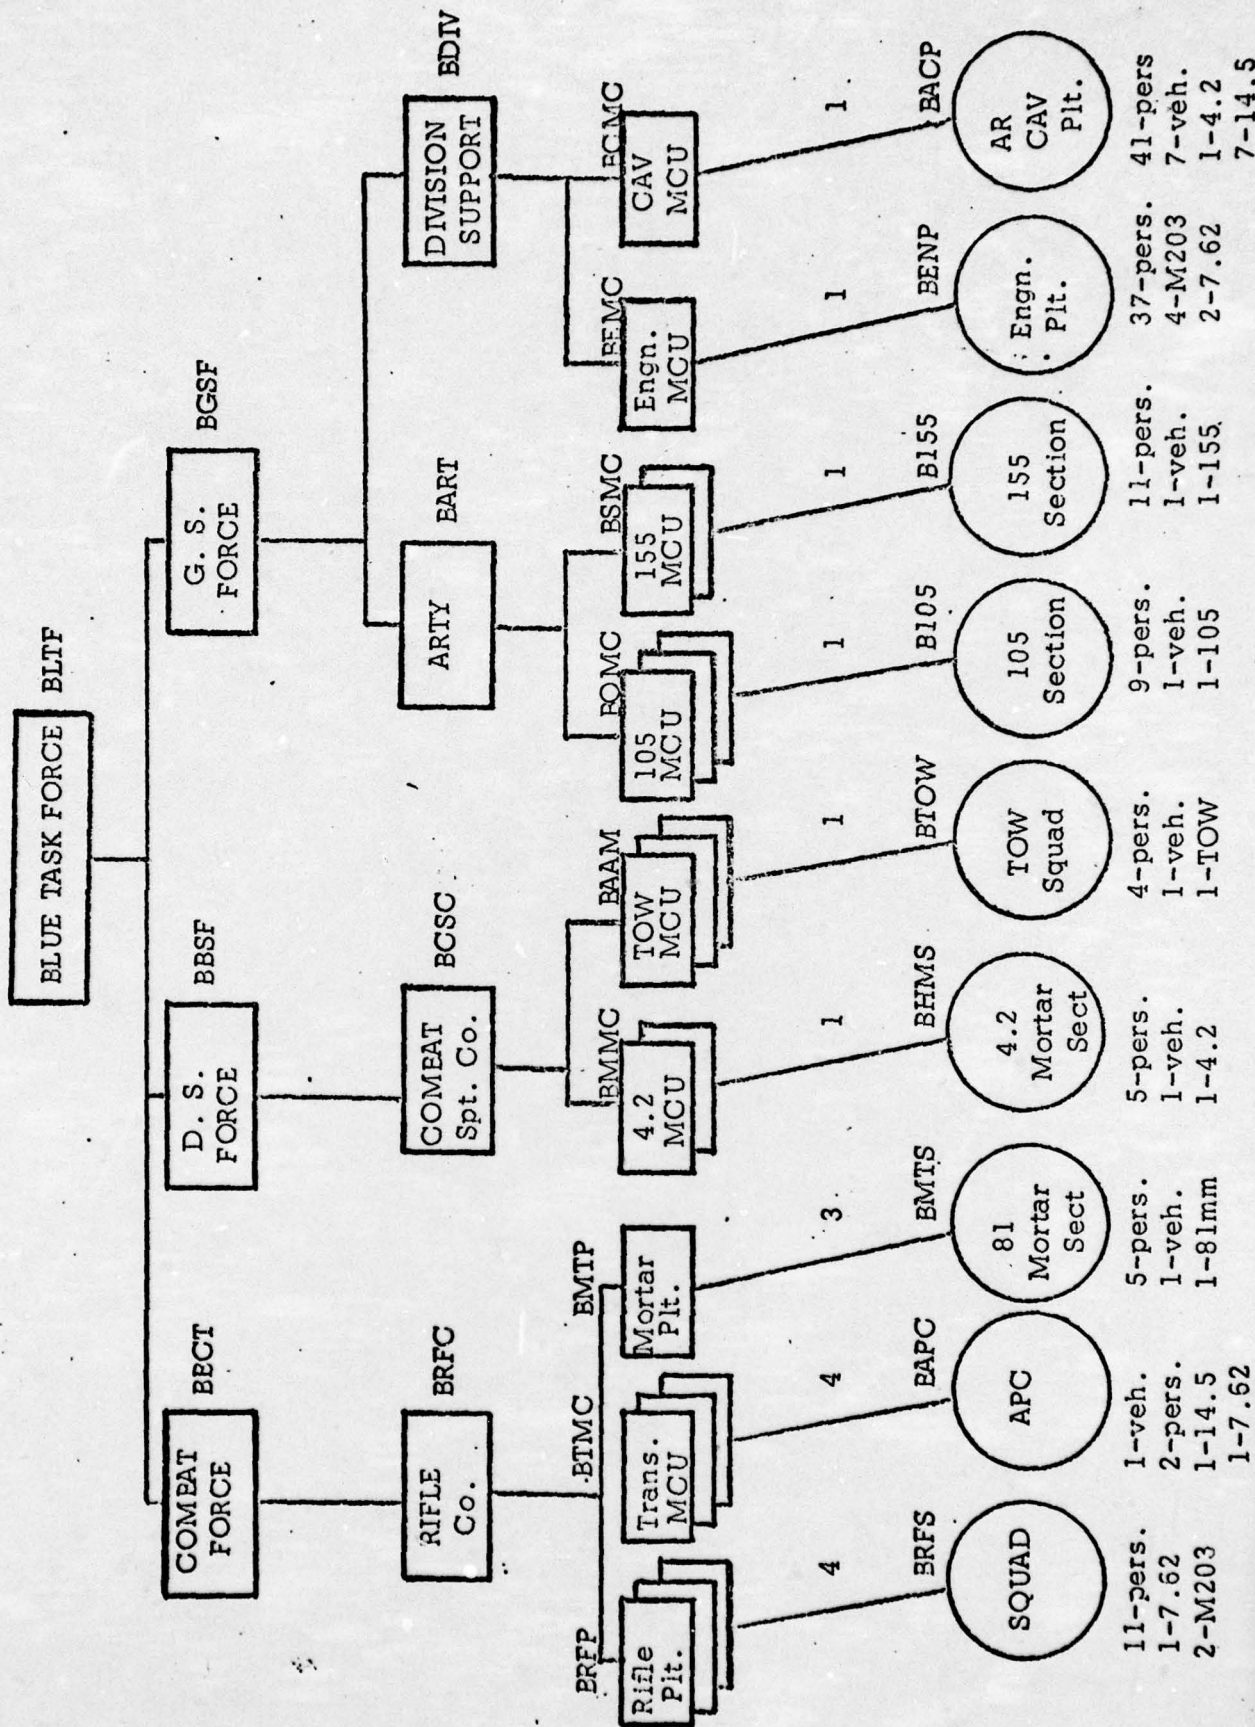 BLUE TASK FORCE BLTF
COMBAT
FORCE
BECT
D. S.
FORCE
BBSF
G. S.
FORCE
BGSF
RIFLE
Co.
BRFC
COMBAT
Spt. Co.
BCSC
ARTY
BART
DIVISION
SUPPORT
BDIV
BRFP
Rifle
Plt.
BTMC
Trans.
MCU
BMTP
Mortar
Plt.
BMMC
4.2
MCU
BAAM
TOW
MCU
BOMC
105
MCU
BSMC
155
MCU
BEMC
Engn.
MCU
BCMC
CAV
MCU
4
4
3
1
1
1
1
1
1
BRFS
SQUAD
11-pers.
1-7.62
2-M203
BAPC
APC
1-veh.
2-pers.
1-14.5
1-7.62
BMTS
81
Mortar
Sect
5-pers.
1-veh.
1-81mm
BHMS
4.2
Mortar
Sect
5-pers.
1-veh.
1-4.2
BTOW
TOW
Squad
4-pers.
1-veh.
1-TOW
B105
105
Section
9-pers.
1-veh.
1-105
B155
155
Section
11-pers.
1-veh.
1-155
BENP
Engn.
Plt.
37-pers.
4-M203
2-7.62
BACP
AR
CAV
Plt.
41-pers
7-veh.
1-4.2
7-14.5